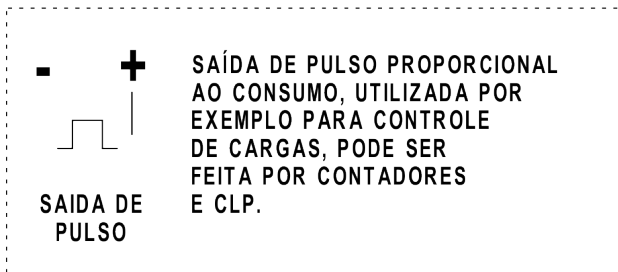 - +
SAÍDA DE PULSO PROPORCIONAL
AO CONSUMO, UTILIZADA POR
EXEMPLO PARA CONTROLE
DE CARGAS, PODE SER
FEITA POR CONTADORES
E CLP.
SAIDA DE
PULSO